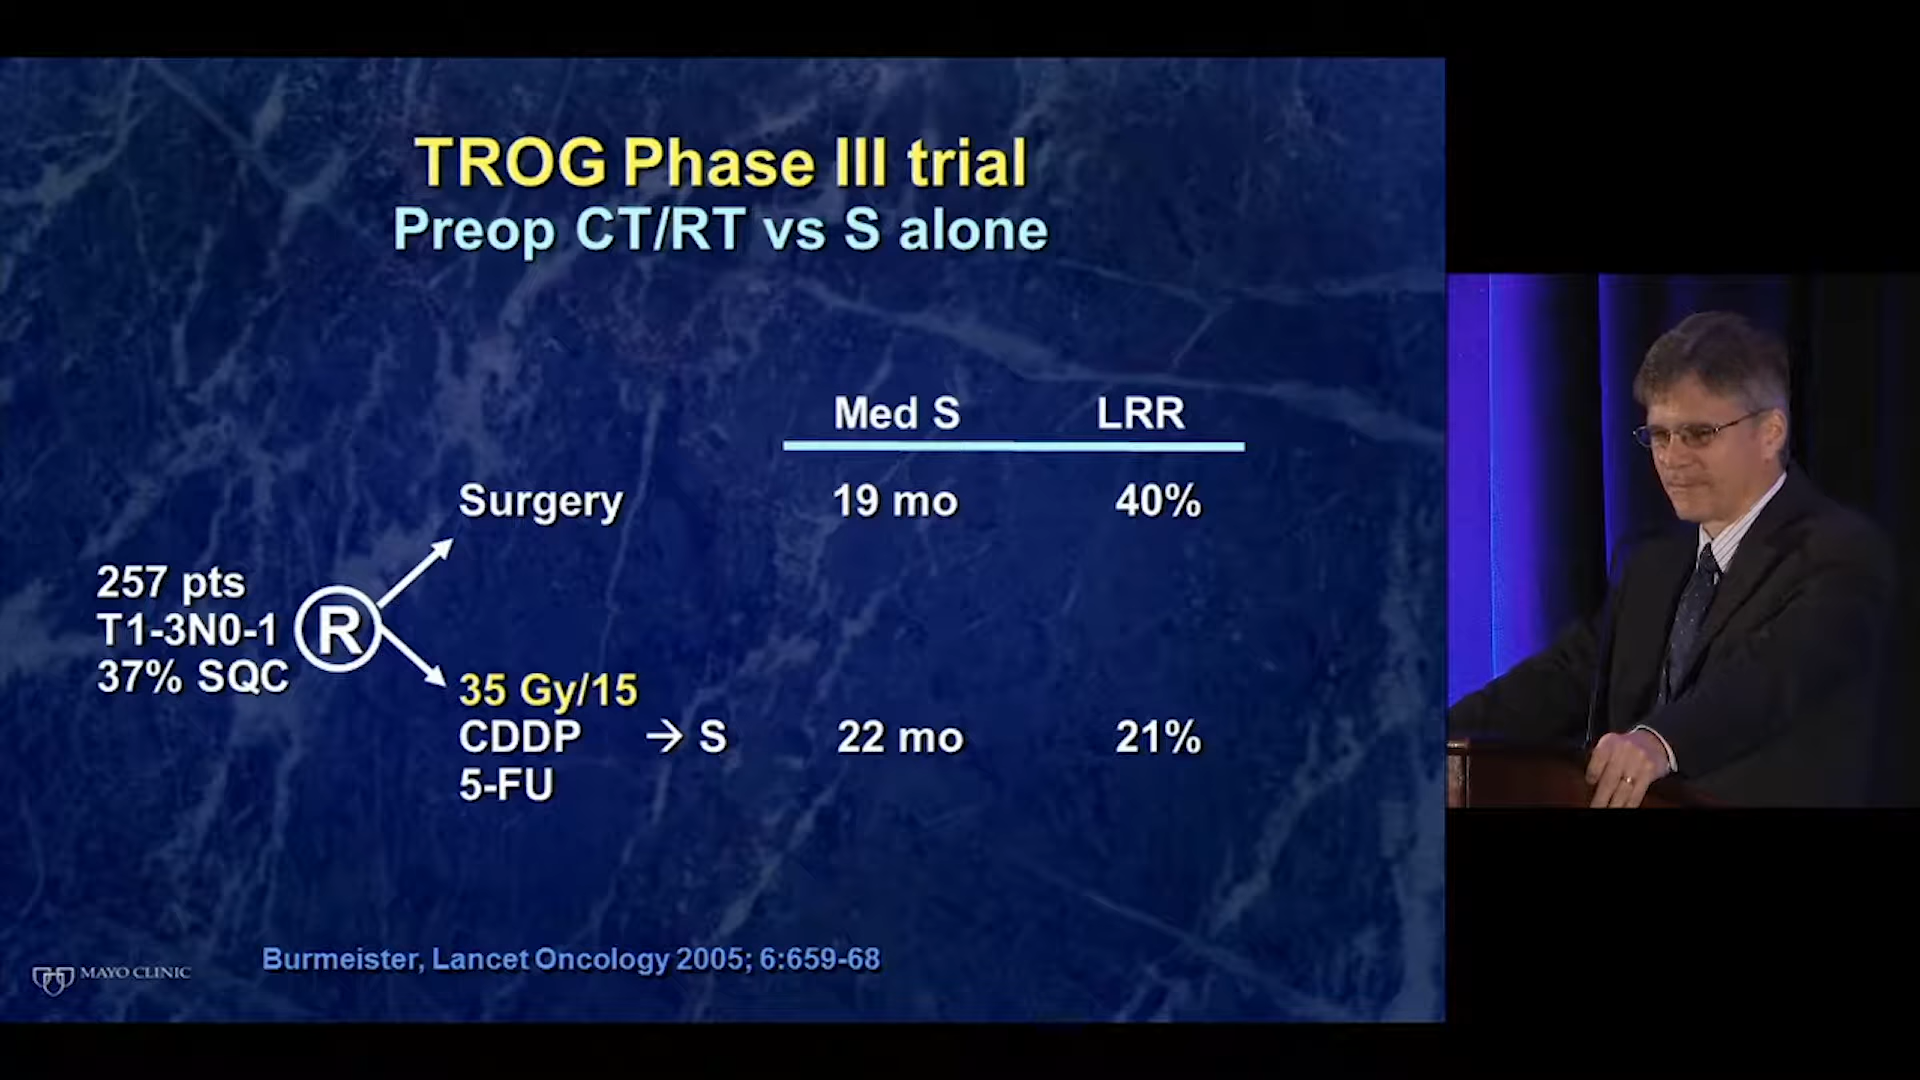 TROG Phase III trial
Preop CT/RT vs S alone
Med S LRR
Surgery 19 mo 40%
257 pts
T1-3N0-1
37% SQC
R
35 Gy/15
CDDP → S 22 mo 21%
5-FU
Burmeister, Lancet Oncology 2005; 6:659-68
MAYO CLINIC